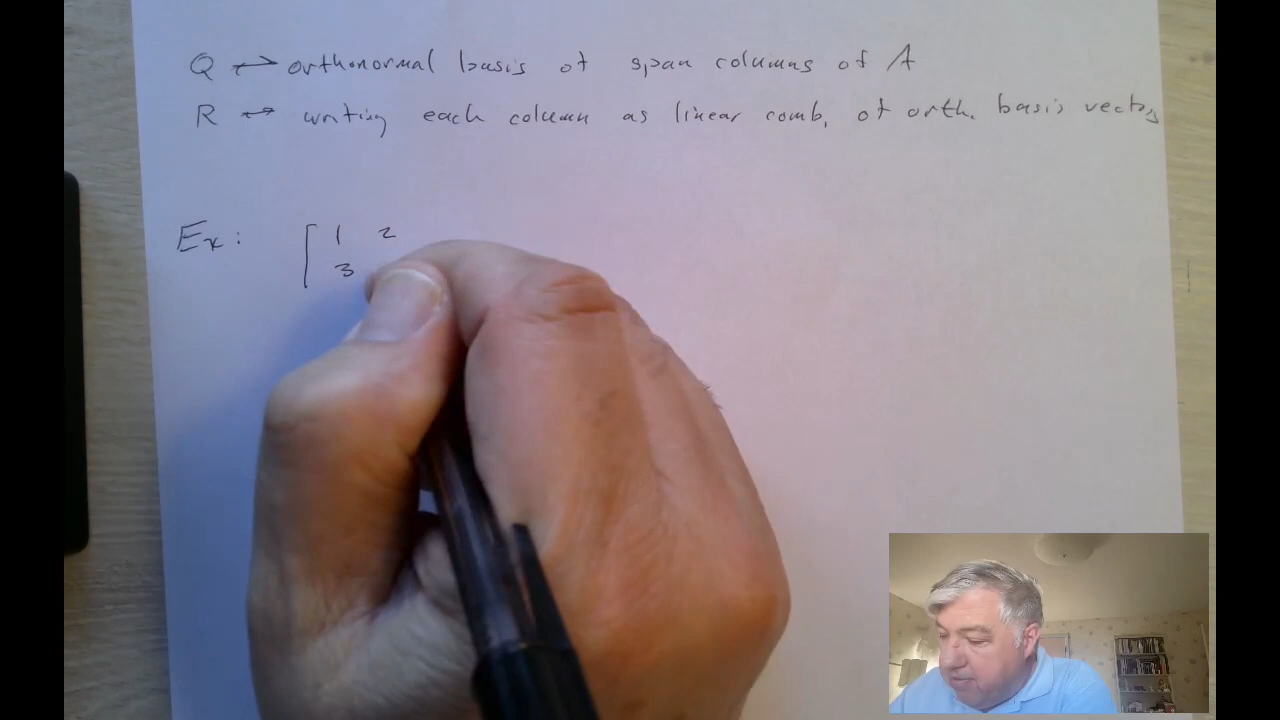 Q ↔ orthonormal basis of span columns of A
R ↔ writing each column as linear comb. of orth. basis vectors
Ex: [ 1 2
3